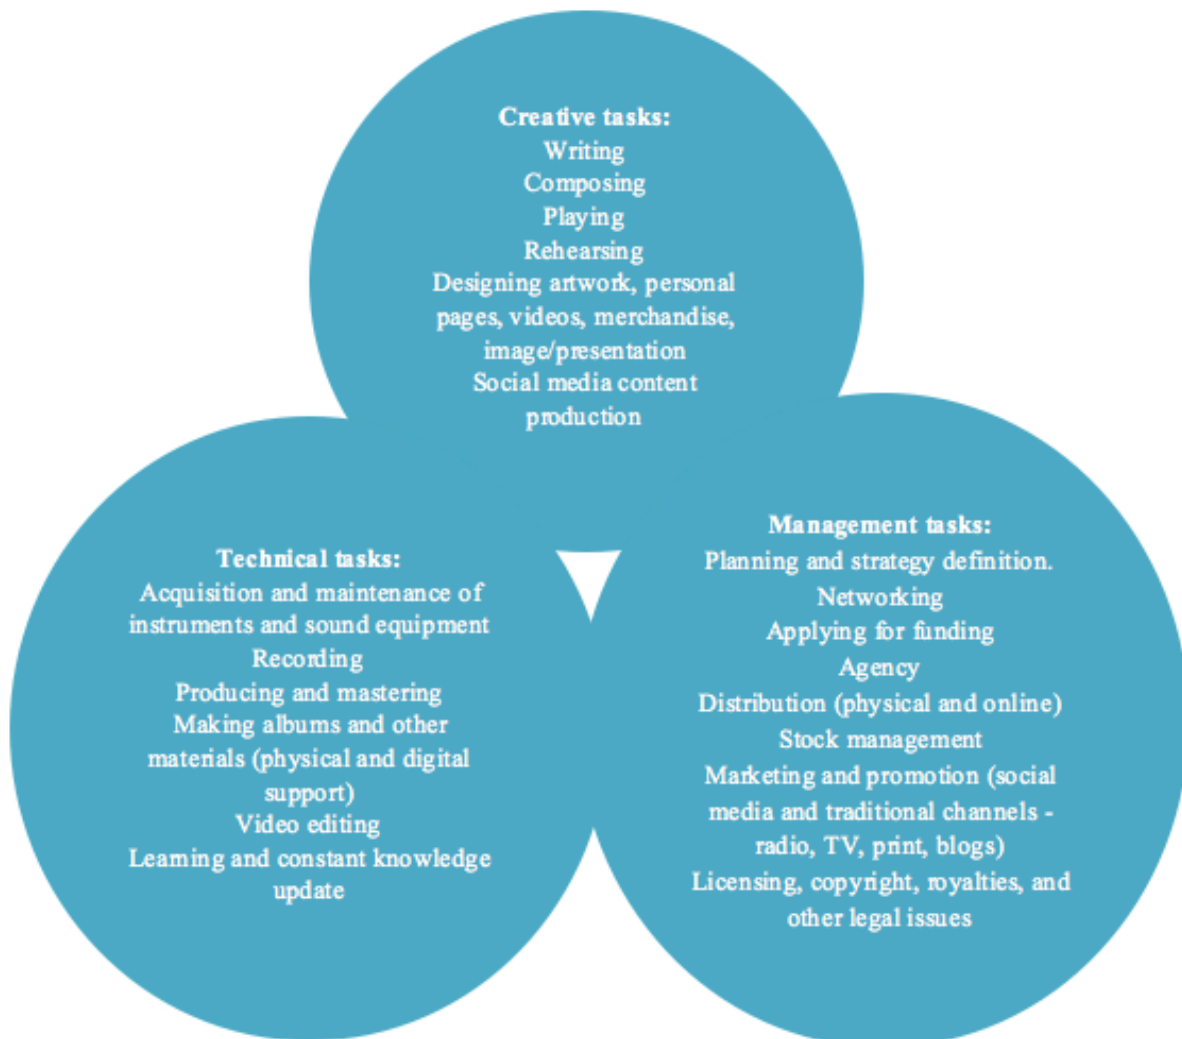 Creative tasks:
Writing
Composing
Playing
Rehearsing
Designing artwork, personal
pages, videos, merchandise,
image/presentation
Social media content
production
Technical tasks:
Acquisition and maintenance of
instruments and sound equipment
Recording
Producing and mastering
Making albums and other
materials (physical and digital
support)
Video editing
Learning and constant knowledge
update
Management tasks:
Planning and strategy definition.
Networking
Applying for funding
Agency
Distribution (physical and online)
Stock management
Marketing and promotion (social
media and traditional channels -
radio, TV, print, blogs)
Licensing, copyright, royalties, and
other legal issues